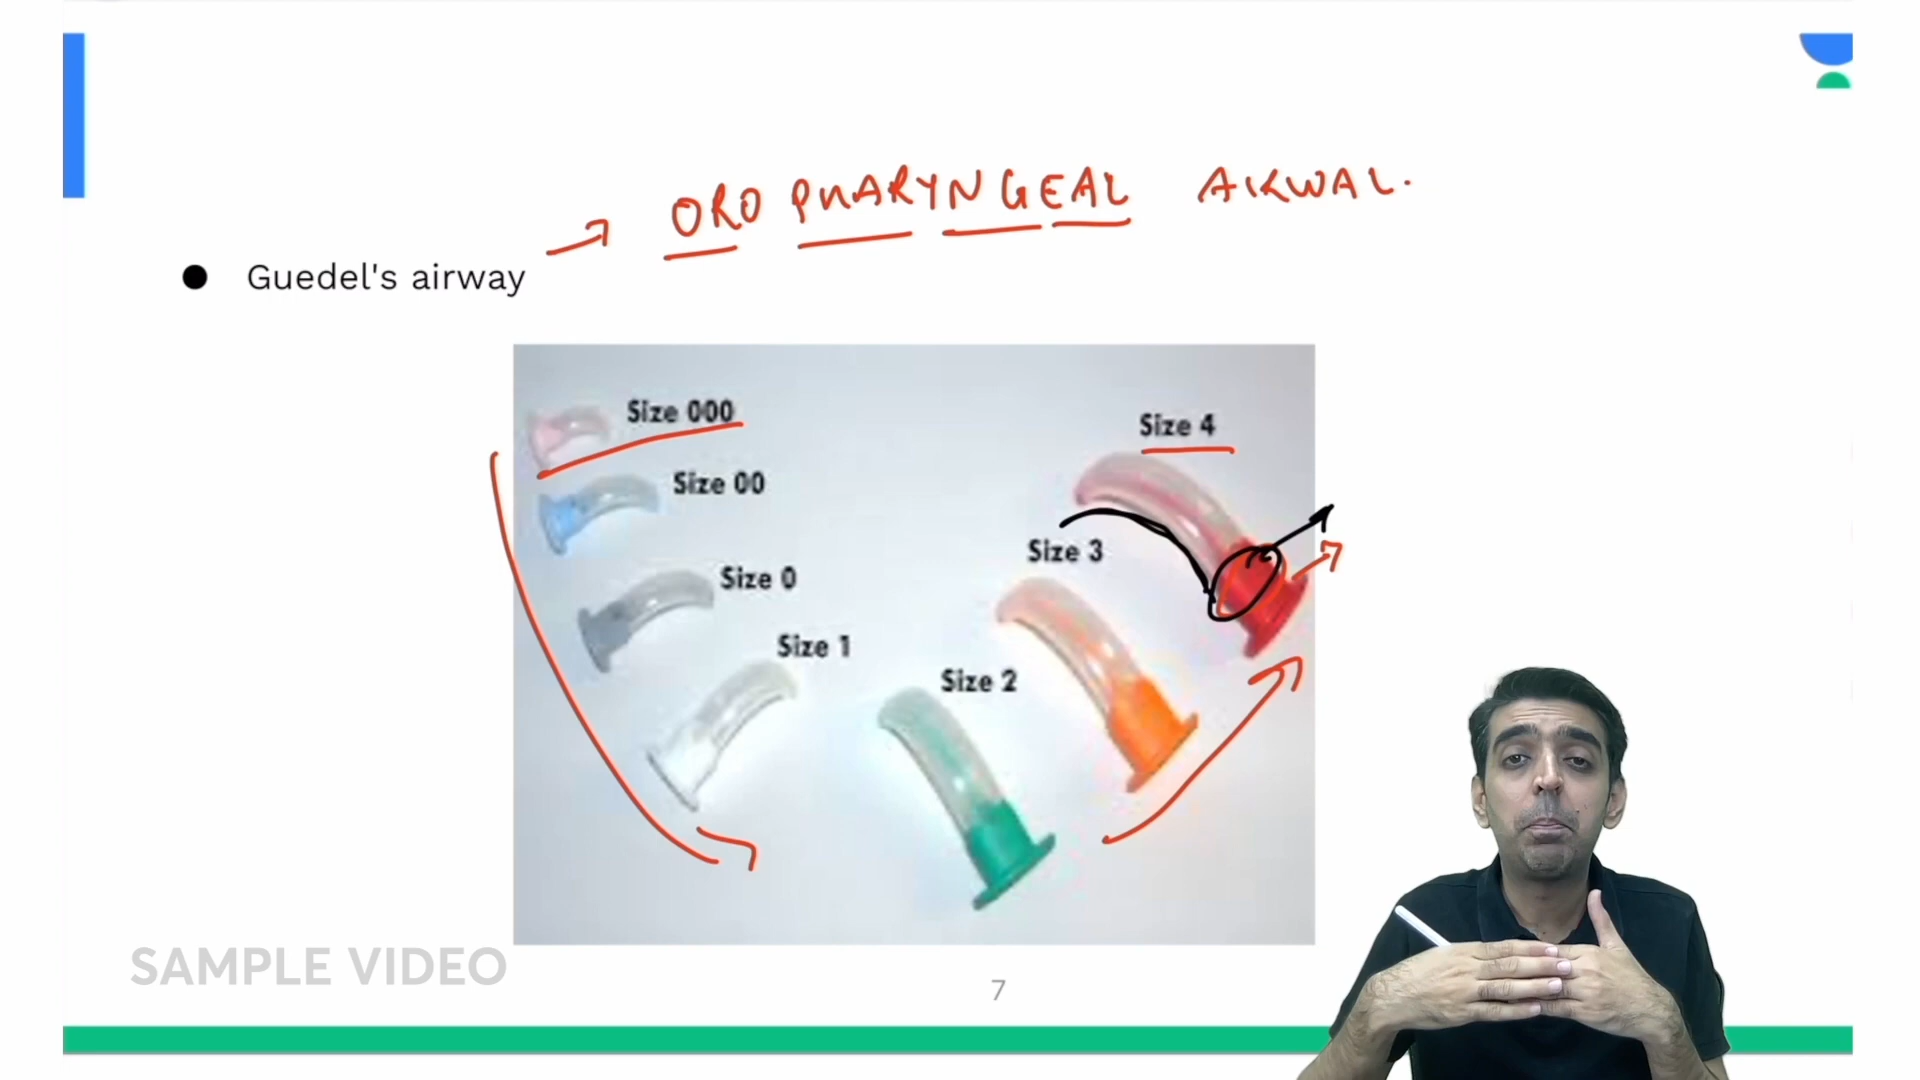 → ORO PHARYNGEAL AIRWAY.
● Guedel's airway
Size 000
Size 00
Size 0
Size 1
Size 2
Size 3
Size 4
SAMPLE VIDEO
7